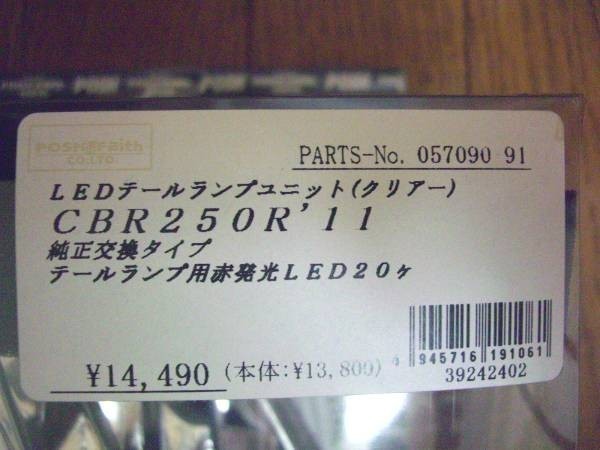 POSH Faith
CO.LTD.
PARTS-No. 057090 91
LEDテールランプユニット(クリアー)
CBR250R'11
純正交換タイプ
テールランプ用赤発光LED20ヶ
¥14,490 (本体:¥13,800)
4 945716 191061
39242402